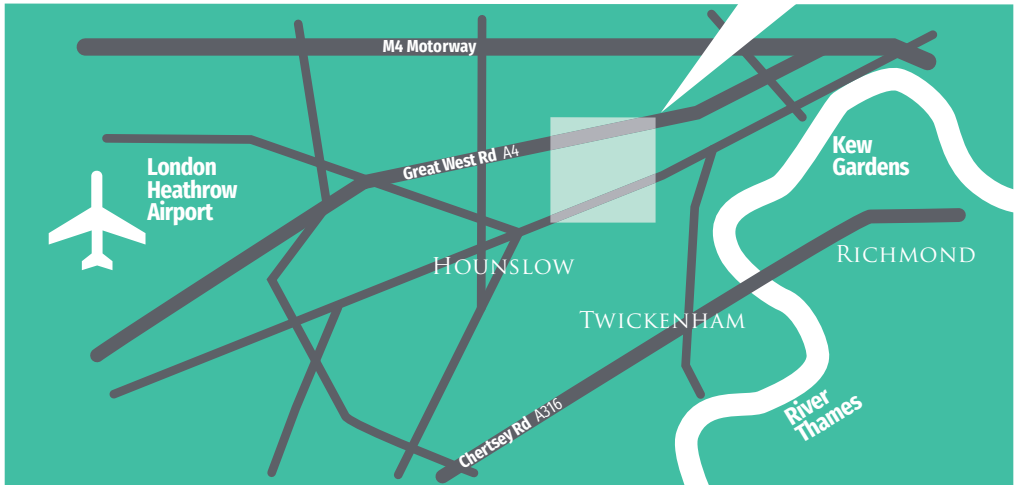 M4 Motorway
Great West Rd A4
London
Heathrow
Airport
Kew
Gardens
HOUNSLOW
RICHMOND
TWICKENHAM
Chertsey Rd A316
River
Thames